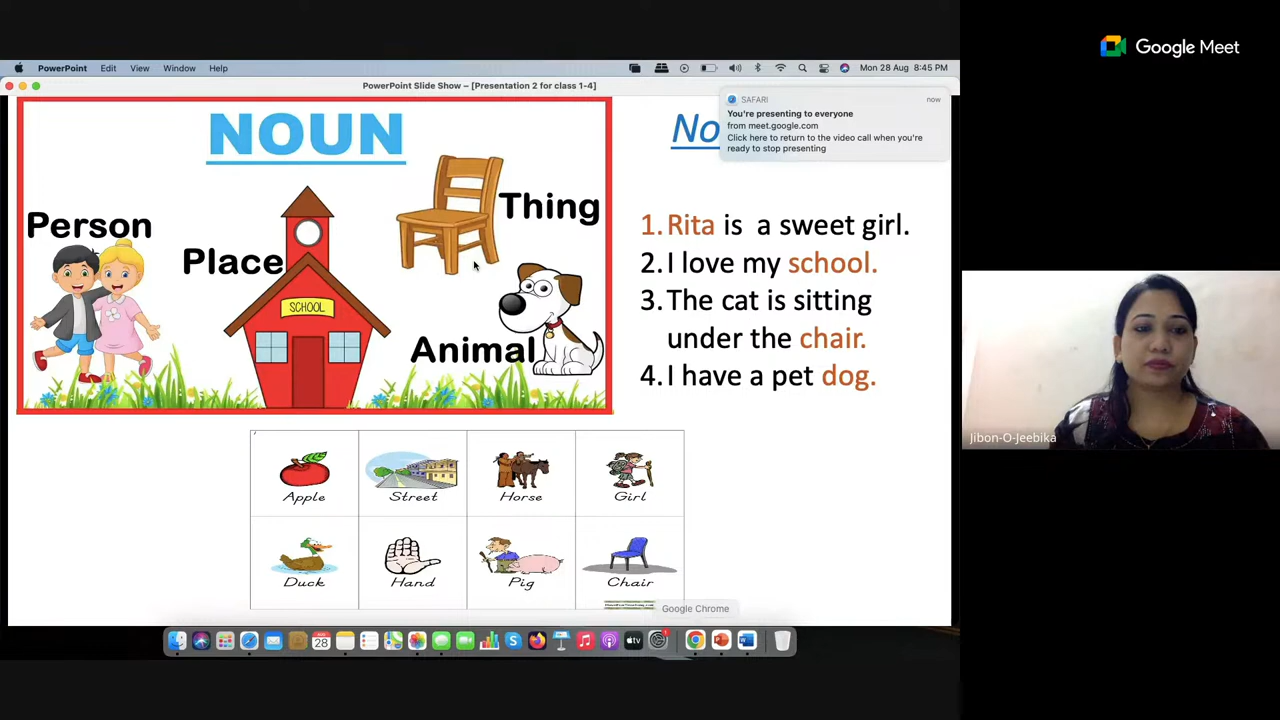 Google Meet
PowerPoint Edit View Window Help
Mon 28 Aug 8:45 PM
PowerPoint Slide Show – [Presentation 2 for class 1-4]
SAFARI now
You're presenting to everyone
from meet.google.com
Click here to return to the video call when you're
ready to stop presenting
NOUN
No
Person
Place
Thing
Animal
SCHOOL
1. Rita is a sweet girl.
2. I love my school.
3. The cat is sitting
under the chair.
4. I have a pet dog.
Apple
Street
Horse
Girl
Duck
Hand
Pig
Chair
Google Chrome
AUG
28
tv
Jibon-O-Jeebika